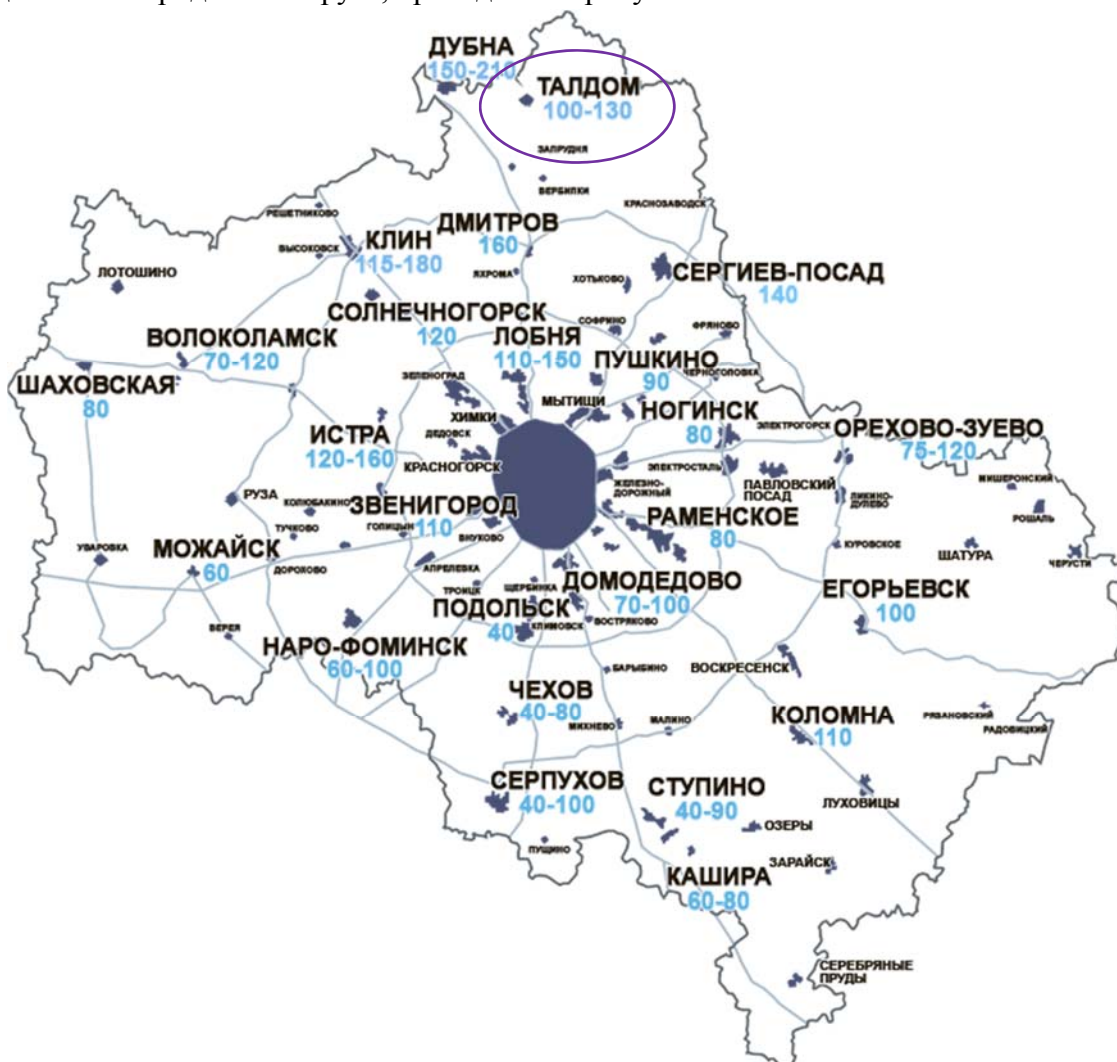 ДУБНА
150-210
ТАЛДОМ
100-130
ЗАПРУДНЯ
ВЕРБИЛКИ
КРАСНОЗАВОДСК
РЕШЕТНИКОВО
ДМИТРОВ
160
ВЫСОКОВСК
КЛИН
115-180
ЛОТОШИНО
ЯХРОМА
ХОТЬКОВО
СЕРГИЕВ-ПОСАД
140
СОЛНЕЧНОГОРСК
120
СОФРИНО
ФРЯНОВО
ВОЛОКОЛАМСК
70-120
ЛОБНЯ
110-150
ПУШКИНО
90
ЧЕРНОГОЛОВКА
ШАХОВСКАЯ
80
ЗЕЛЕНОГРАД
МЫТИЩИ
ХИМКИ
НОГИНСК
80
ЭЛЕКТРОГОРСК
ОРЕХОВО-ЗУЕВО
75-120
ИСТРА
120-160
ДЕДОВСК
КРАСНОГОРСК
ЭЛЕКТРОСТАЛЬ
ПАВЛОВСКИЙ
ПОСАД
МИШЕРОНСКИЙ
ЖЕЛЕЗНО-
ДОРОЖНЫЙ
ЛИКИНО-
ДУЛЕВО
РОШАЛЬ
РУЗА
КОЛЮБАКИНО
ЗВЕНИГОРОД
110
РАМЕНСКОЕ
80
ТУЧКОВО
ГОЛИЦЫН
ВНУКОВО
КУРОВСКОЕ
ШАТУРА
ЧЕРУСТИ
УВАРОВКА
МОЖАЙСК
60
ДОРОХОВО
АПРЕЛЕВКА
ТРОИЦК
ЩЕРБИНКА
ДОМОДЕДОВО
70-100
ЕГОРЬЕВСК
100
ПОДОЛЬСК
40
КЛИМОВСК
ВОСТРЯКОВО
ВЕРЕЯ
НАРО-ФОМИНСК
60-100
БАРЫБИНО
ВОСКРЕСЕНСК
ЧЕХОВ
40-80
МИХНЕВО
МАЛИНО
КОЛОМНА
110
РЯЗАНОВСКИЙ
РАДОВИЦКИЙ
СЕРПУХОВ
40-100
СТУПИНО
40-90
ЛУХОВИЦЫ
ОЗЕРЫ
ПУЩИНО
ЗАРАЙСК
КАШИРА
60-80
СЕРЕБРЯНЫЕ
ПРУДЫ